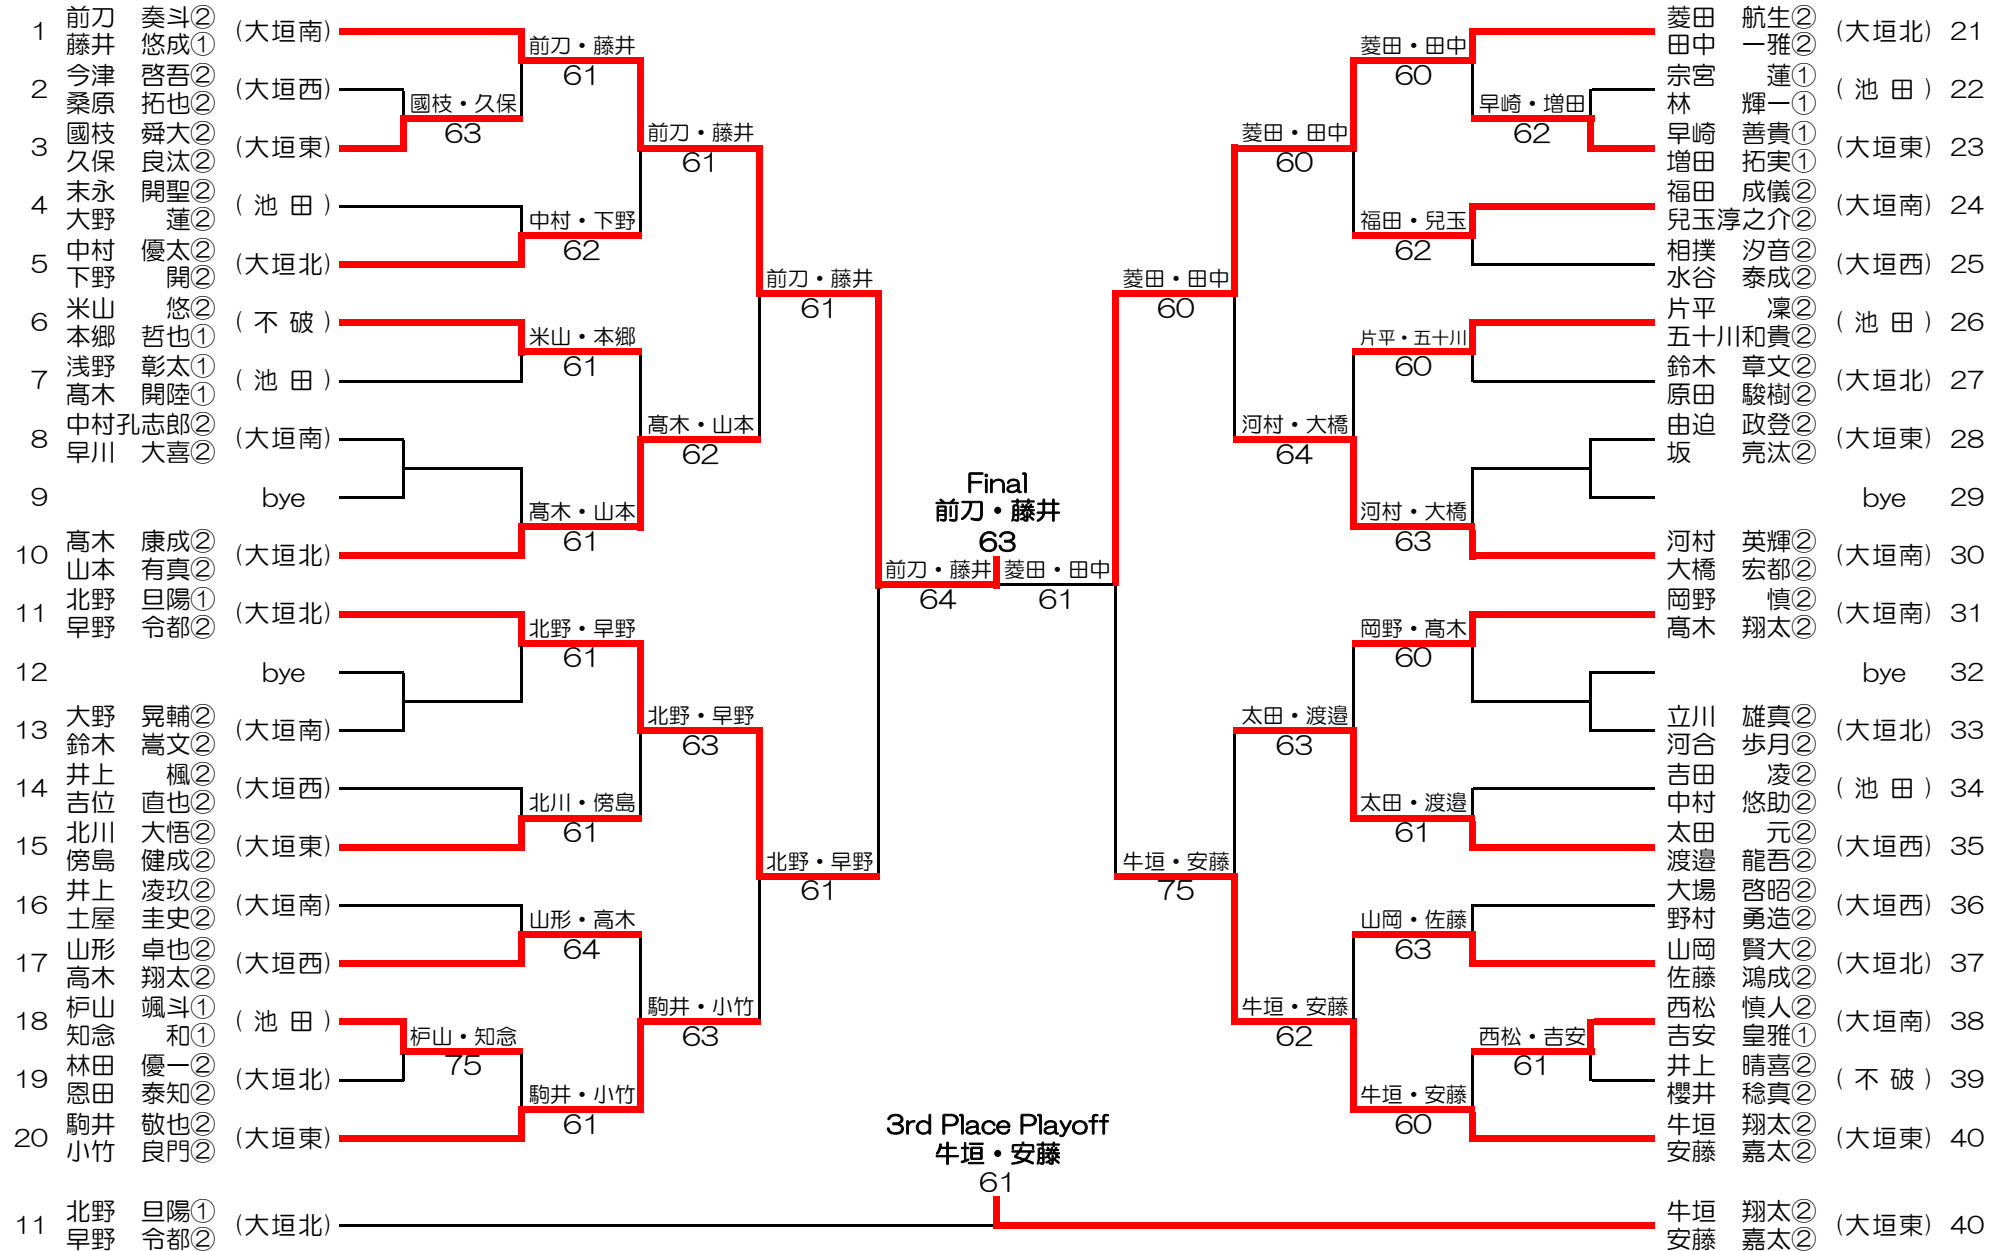 1 前刀 奏斗② (大垣南)
藤井 悠成①
2 今津 啓吾② (大垣西)
桑原 拓也②
3 國枝 舜大② (大垣東)
久保 良汰②
4 末永 開聖② (池田)
大野 蓮②
5 中村 優太② (大垣北)
下野 開②
6 米山 悠② (不破)
本郷 哲也①
7 浅野 彰太① (池田)
髙木 開陸①
8 中村孔志郎② (大垣南)
早川 大喜②
9 bye
10 髙木 康成② (大垣北)
山本 有真②
11 北野 旦陽① (大垣北)
早野 令都②
12 bye
13 大野 晃輔② (大垣南)
鈴木 嵩文②
14 井上 楓② (大垣西)
吉位 直也②
15 北川 大悟② (大垣東)
傍島 健成②
16 井上 凌玖② (大垣南)
土屋 圭史②
17 山形 卓也② (大垣西)
高木 翔太②
18 枦山 颯斗① (池田)
知念 和①
19 林田 優一② (大垣北)
恩田 泰知②
20 駒井 敬也② (大垣東)
小竹 良門②
國枝・久保
63
枦山・知念
75
前刀・藤井
61
中村・下野
62
米山・本郷
61
髙木・山本
61
北野・早野
61
北川・傍島
61
山形・高木
64
駒井・小竹
61
前刀・藤井
61
髙木・山本
62
北野・早野
63
駒井・小竹
63
前刀・藤井
61
北野・早野
61
前刀・藤井
64
Final
前刀・藤井
63
菱田・田中
61
菱田・田中
60
牛垣・安藤
75
菱田・田中
60
河村・大橋
64
太田・渡邉
63
牛垣・安藤
62
菱田・田中
60
福田・兒玉
62
片平・五十川
60
河村・大橋
63
岡野・髙木
60
太田・渡邉
61
山岡・佐藤
63
牛垣・安藤
60
早崎・増田
62
西松・吉安
61
菱田 航生② (大垣北) 21
田中 一雅②
宗宮 蓮① (池田) 22
林 輝一①
早崎 善貴① (大垣東) 23
増田 拓実①
福田 成儀② (大垣南) 24
兒玉淳之介②
相撲 汐音② (大垣西) 25
水谷 泰成②
片平 凜② (池田) 26
五十川和貴②
鈴木 章文② (大垣北) 27
原田 駿樹②
由迫 政登② (大垣東) 28
坂 亮汰②
bye 29
河村 英輝② (大垣南) 30
大橋 宏都②
岡野 慎② (大垣南) 31
髙木 翔太②
bye 32
立川 雄真② (大垣北) 33
河合 歩月②
吉田 凌② (池田) 34
中村 悠助②
太田 元② (大垣西) 35
渡邉 龍吾②
大場 啓昭② (大垣西) 36
野村 勇造②
山岡 賢大② (大垣北) 37
佐藤 鴻成②
西松 慎人② (大垣南) 38
吉安 皇雅①
井上 晴喜② (不破) 39
櫻井 稔真②
牛垣 翔太② (大垣東) 40
安藤 嘉太②
3rd Place Playoff
牛垣・安藤
61
11 北野 旦陽① (大垣北)
早野 令都②
牛垣 翔太② (大垣東) 40
安藤 嘉太②